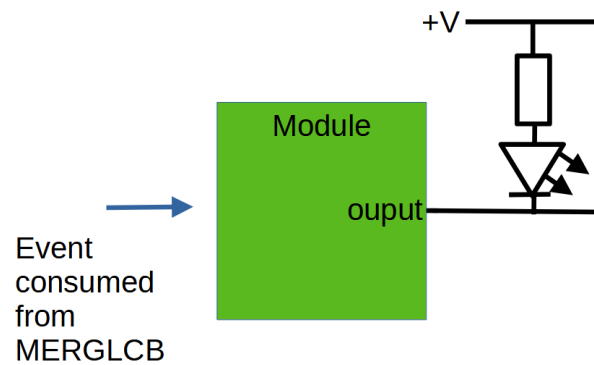 +V
Module
ouput
Event
consumed
from
MERGLCB